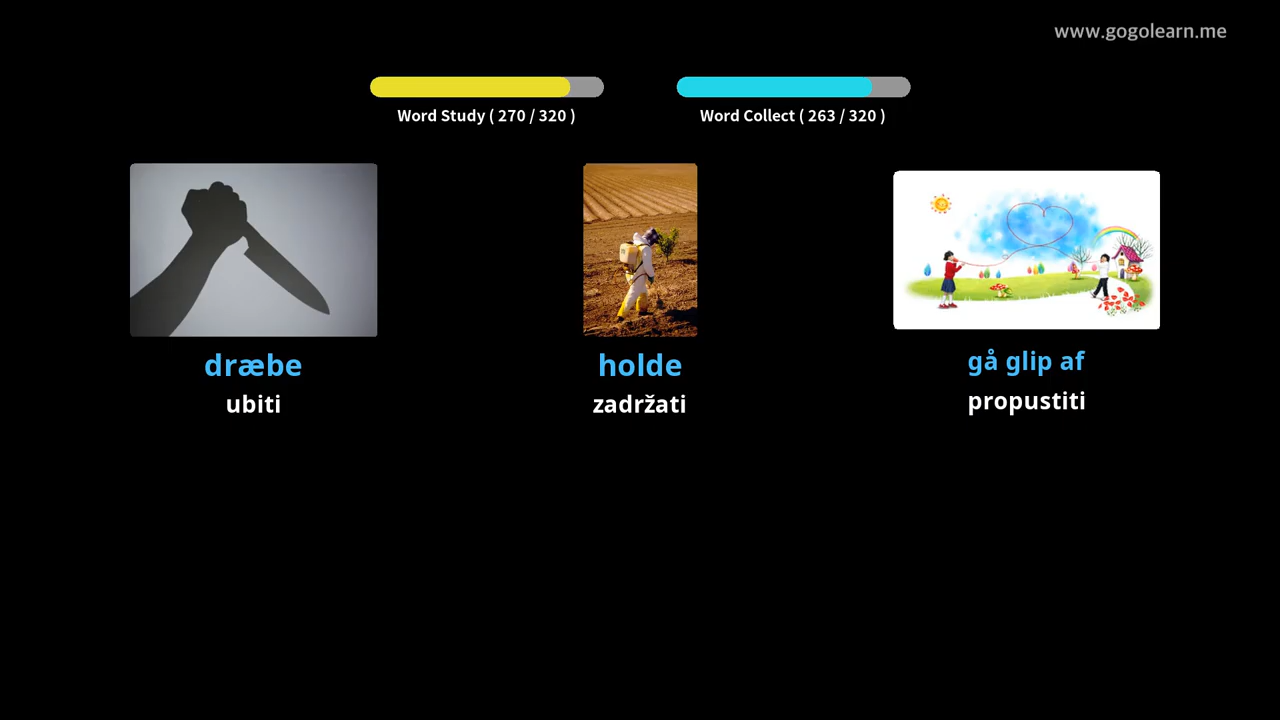 www.gogolearn.me
Word Study ( 270 / 320 )
Word Collect ( 263 / 320 )
dræbe
ubiti
holde
zadržati
gå glip af
propustiti